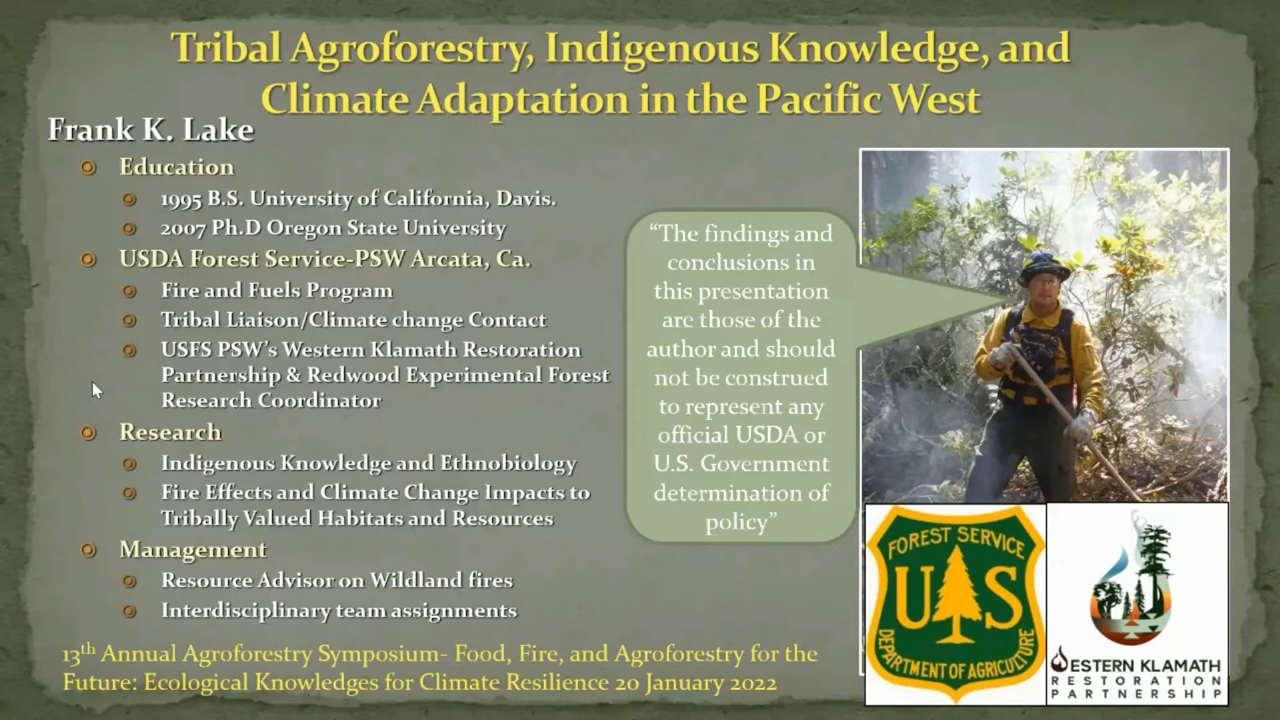 Tribal Agroforestry, Indigenous Knowledge, and
Climate Adaptation in the Pacific West
Frank K. Lake
Education
1995 B.S. University of California, Davis.
2007 Ph.D Oregon State University
USDA Forest Service-PSW Arcata, Ca.
Fire and Fuels Program
Tribal Liaison/Climate change Contact
USFS PSW's Western Klamath Restoration
Partnership & Redwood Experimental Forest
Research Coordinator
Research
Indigenous Knowledge and Ethnobiology
Fire Effects and Climate Change Impacts to
Tribally Valued Habitats and Resources
Management
Resource Advisor on Wildland fires
Interdisciplinary team assignments
13th Annual Agroforestry Symposium- Food, Fire, and Agroforestry for the
Future: Ecological Knowledges for Climate Resilience 20 January 2022
“The findings and
conclusions in
this presentation
are those of the
author and should
not be construed
to represent any
official USDA or
U.S. Government
determination of
policy”
FOREST SERVICE
U S
DEPARTMENT OF AGRICULTURE
WESTERN KLAMATH
RESTORATION
PARTNERSHIP